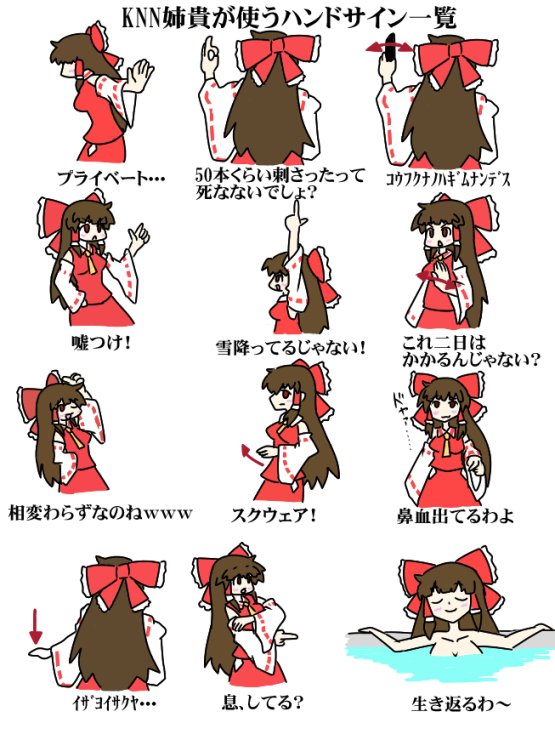 KNN姉貴が使うハンドサイン一覧
プライベート…
50本くらい刺さったって
死なないでしょ?
ｺｳﾌｸﾅﾉﾊｷﾞﾑﾅﾝﾃﾞｽ
嘘つけ!
雪降ってるじゃない!
これ二日は
かかるんじゃない?
相変わらずなのねｗｗｗ
スクウェア!
ドヤァ……
鼻血出てるわよ
ｲｻﾞﾖｲｻｸﾔ…
息、してる?
生き返るわ～